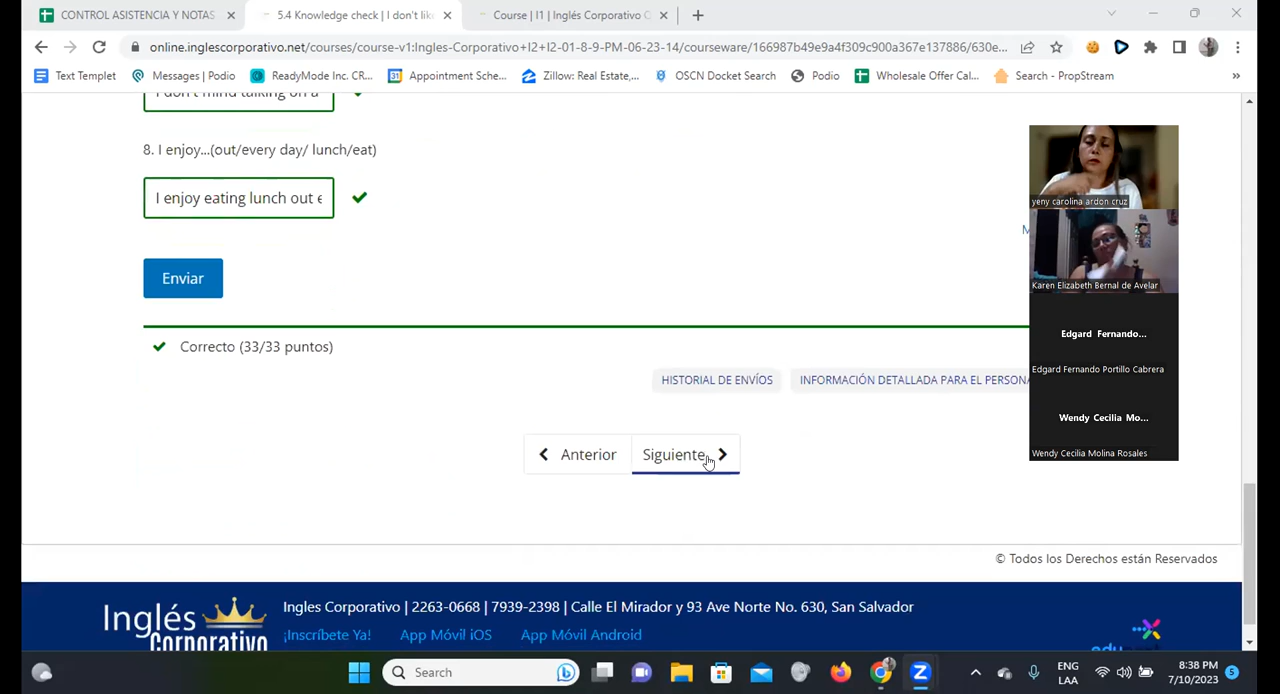 CONTROL ASISTENCIA Y NOTAS
5.4 Knowledge check | I don't lik
Course | I1 | Inglés Corporativo C
online.inglescorporativo.net/courses/course-v1:Ingles-Corporativo+I2+I2-01-8-9-PM-06-23-14/courseware/166987b49e9a4f309c900a367e137886/630e...
Text Templet
Messages | Podio
ReadyMode Inc. CR...
Appointment Sche...
Zillow: Real Estate,...
OSCN Docket Search
Podio
Wholesale Offer Cal...
Search - PropStream
»
I don't mind talking on a
8. I enjoy...(out/every day/ lunch/eat)
I enjoy eating lunch out e
Enviar
Correcto (33/33 puntos)
HISTORIAL DE ENVÍOS
INFORMACIÓN DETALLADA PARA EL PERSONA
Anterior
Siguiente
yeny carolina ardon cruz
Karen Elizabeth Bernal de Avelar
Edgard Fernando...
Edgard Fernando Portillo Cabrera
Wendy Cecilia Mo...
Wendy Cecilia Molina Rosales
© Todos los Derechos están Reservados
Inglés
Corporativo
Ingles Corporativo | 2263-0668 | 7939-2398 | Calle El Mirador y 93 Ave Norte No. 630, San Salvador
¡Inscríbete Ya!
App Móvil iOS
App Móvil Android
Search
ENG
LAA
8:38 PM
7/10/2023
5